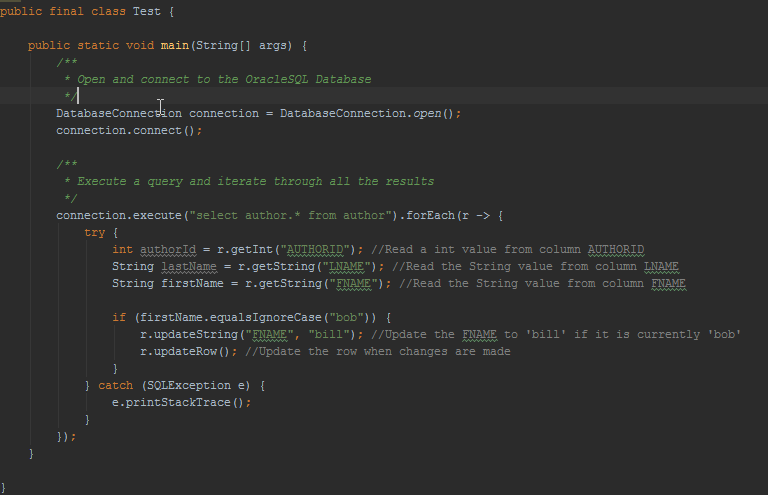 public final class Test {
public static void main(String[] args) {
/**
* Open and connect to the OracleSQL Database
*/
DatabaseConnection connection = DatabaseConnection.open();
connection.connect();
/**
* Execute a query and iterate through all the results
*/
connection.execute("select author.* from author").forEach(r -> {
try {
int authorId = r.getInt("AUTHORID"); //Read a int value from column AUTHORID
String lastName = r.getString("LNAME"); //Read the String value from column LNAME
String firstName = r.getString("FNAME"); //Read the String value from column FNAME
if (firstName.equalsIgnoreCase("bob")) {
r.updateString("FNAME", "bill"); //Update the FNAME to 'bill' if it is currently 'bob'
r.updateRow(); //Update the row when changes are made
}
} catch (SQLException e) {
e.printStackTrace();
}
});
}
}